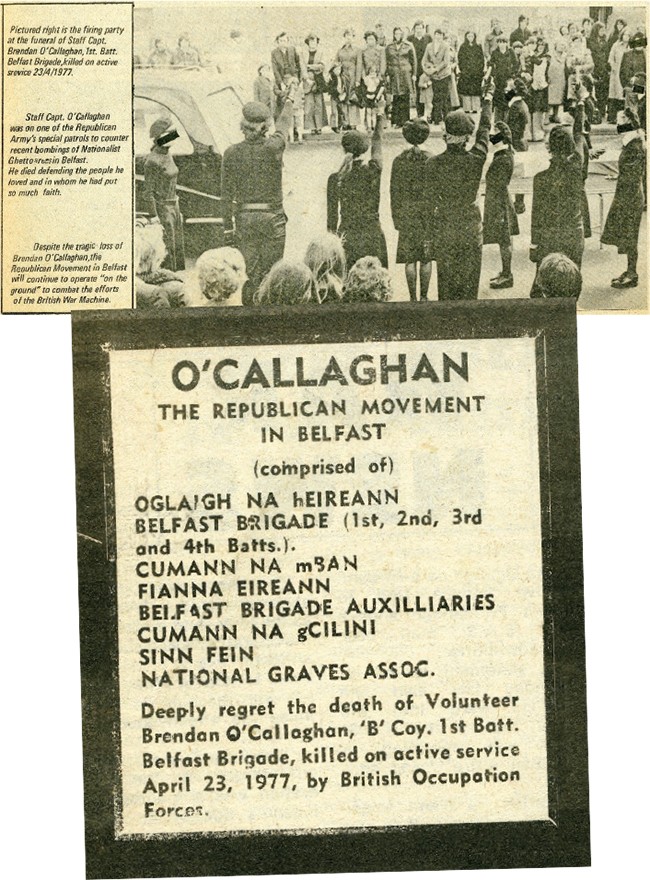 Pictured right is the firing party
at the funeral of Staff Capt.
Brendan O'Callaghan, 1st. Batt.
Belfast Brigade,killed on active
srevice 23/4/1977.
Staff Capt. O'Callaghan
was on one of the Republican
Army's special patrols to counter
recent bombings of Nationalist
Ghetto areas in Belfast.
He died defending the people he
loved and in whom he had put
so much faith.
Despite the tragic loss of
Brendan O'Callaghan,the
Republican Movement in Belfast
will continue to operate "on the
ground" to combat the efforts
of the British War Machine.
O'CALLAGHAN
THE REPUBLICAN MOVEMENT
IN BELFAST
(comprised of)
OGLAIGH NA hEIREANN
BELFAST BRIGADE (1st, 2nd, 3rd
and 4th Batts.).
CUMANN NA mBAN
FIANNA EIREANN
BELFAST BRIGADE AUXILLIARIES
CUMANN NA gCILINI
SINN FEIN
NATIONAL GRAVES ASSOC.
Deeply regret the death of Volunteer
Brendan O'Callaghan, 'B' Coy. 1st Batt.
Belfast Brigade, killed on active service
April 23, 1977, by British Occupation
Forces.